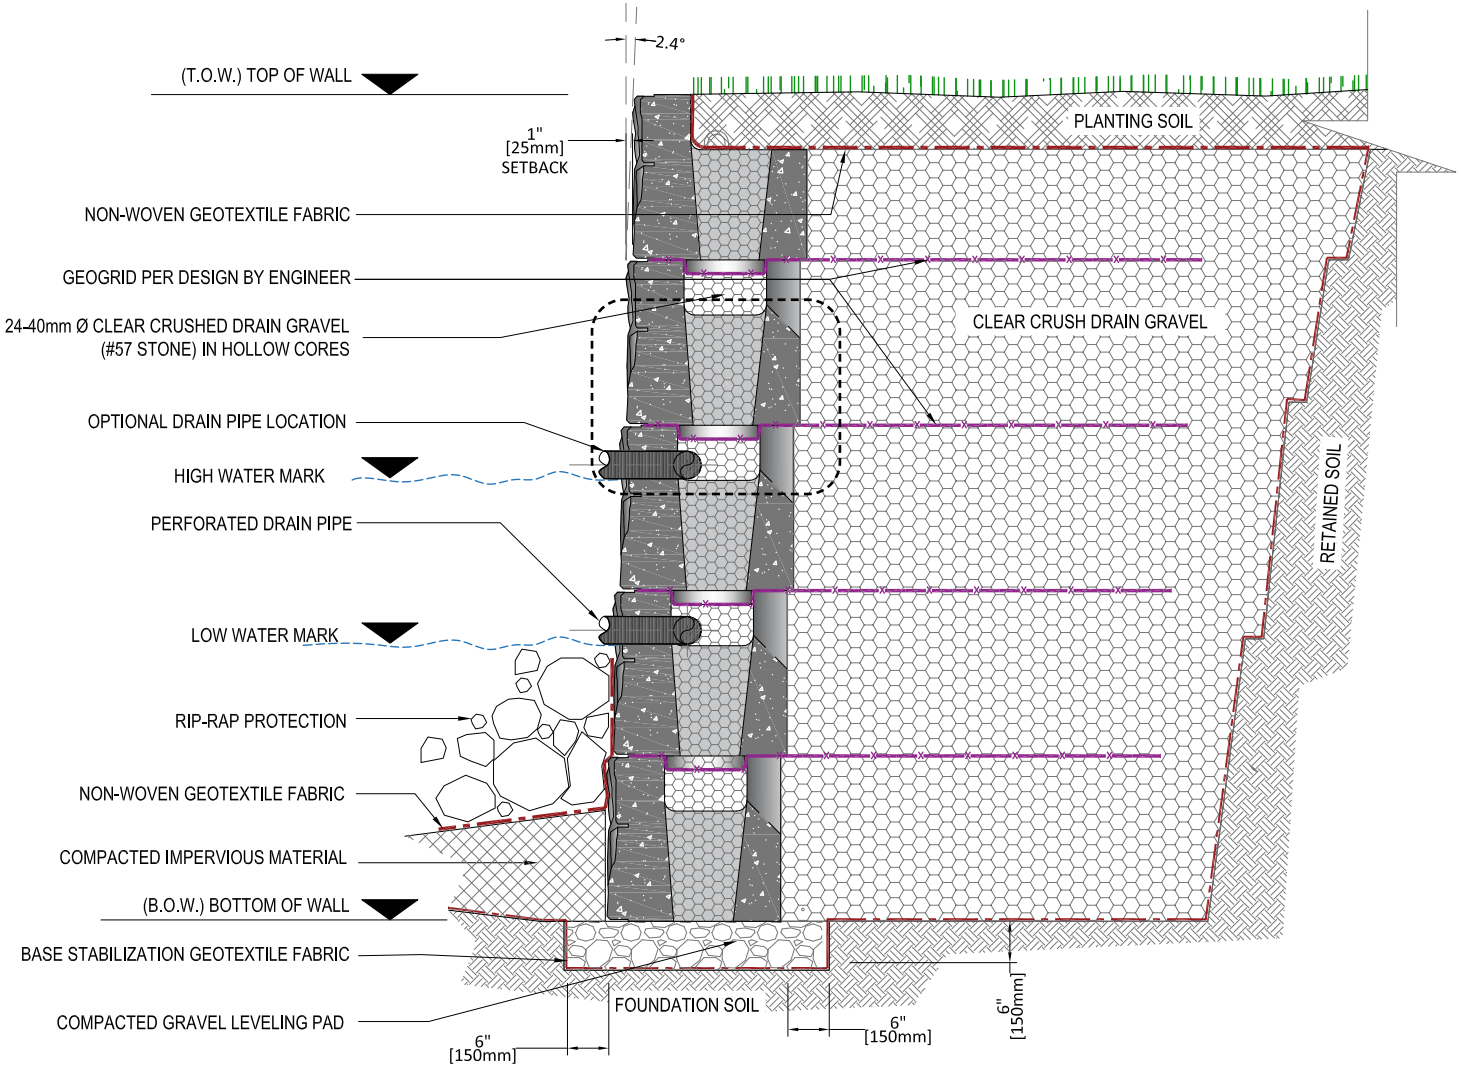 2.4°
(T.O.W.) TOP OF WALL
PLANTING SOIL
1"
[25mm]
SETBACK
NON-WOVEN GEOTEXTILE FABRIC
GEOGRID PER DESIGN BY ENGINEER
24-40mm Ø CLEAR CRUSHED DRAIN GRAVEL
(#57 STONE) IN HOLLOW CORES
CLEAR CRUSH DRAIN GRAVEL
OPTIONAL DRAIN PIPE LOCATION
HIGH WATER MARK
RETAINED SOIL
PERFORATED DRAIN PIPE
LOW WATER MARK
RIP-RAP PROTECTION
NON-WOVEN GEOTEXTILE FABRIC
COMPACTED IMPERVIOUS MATERIAL
(B.O.W.) BOTTOM OF WALL
BASE STABILIZATION GEOTEXTILE FABRIC
FOUNDATION SOIL
COMPACTED GRAVEL LEVELING PAD
6"
[150mm]
6"
[150mm]
6"
[150mm]